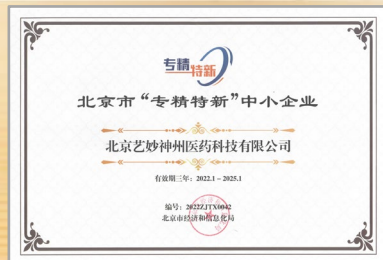 专精
特新
北京市“专精特新”中小企业
北京艺妙神州医药科技有限公司
有效期三年：2022.1－2025.1
编号：2022ZJTX0042
北京市经济和信息化局